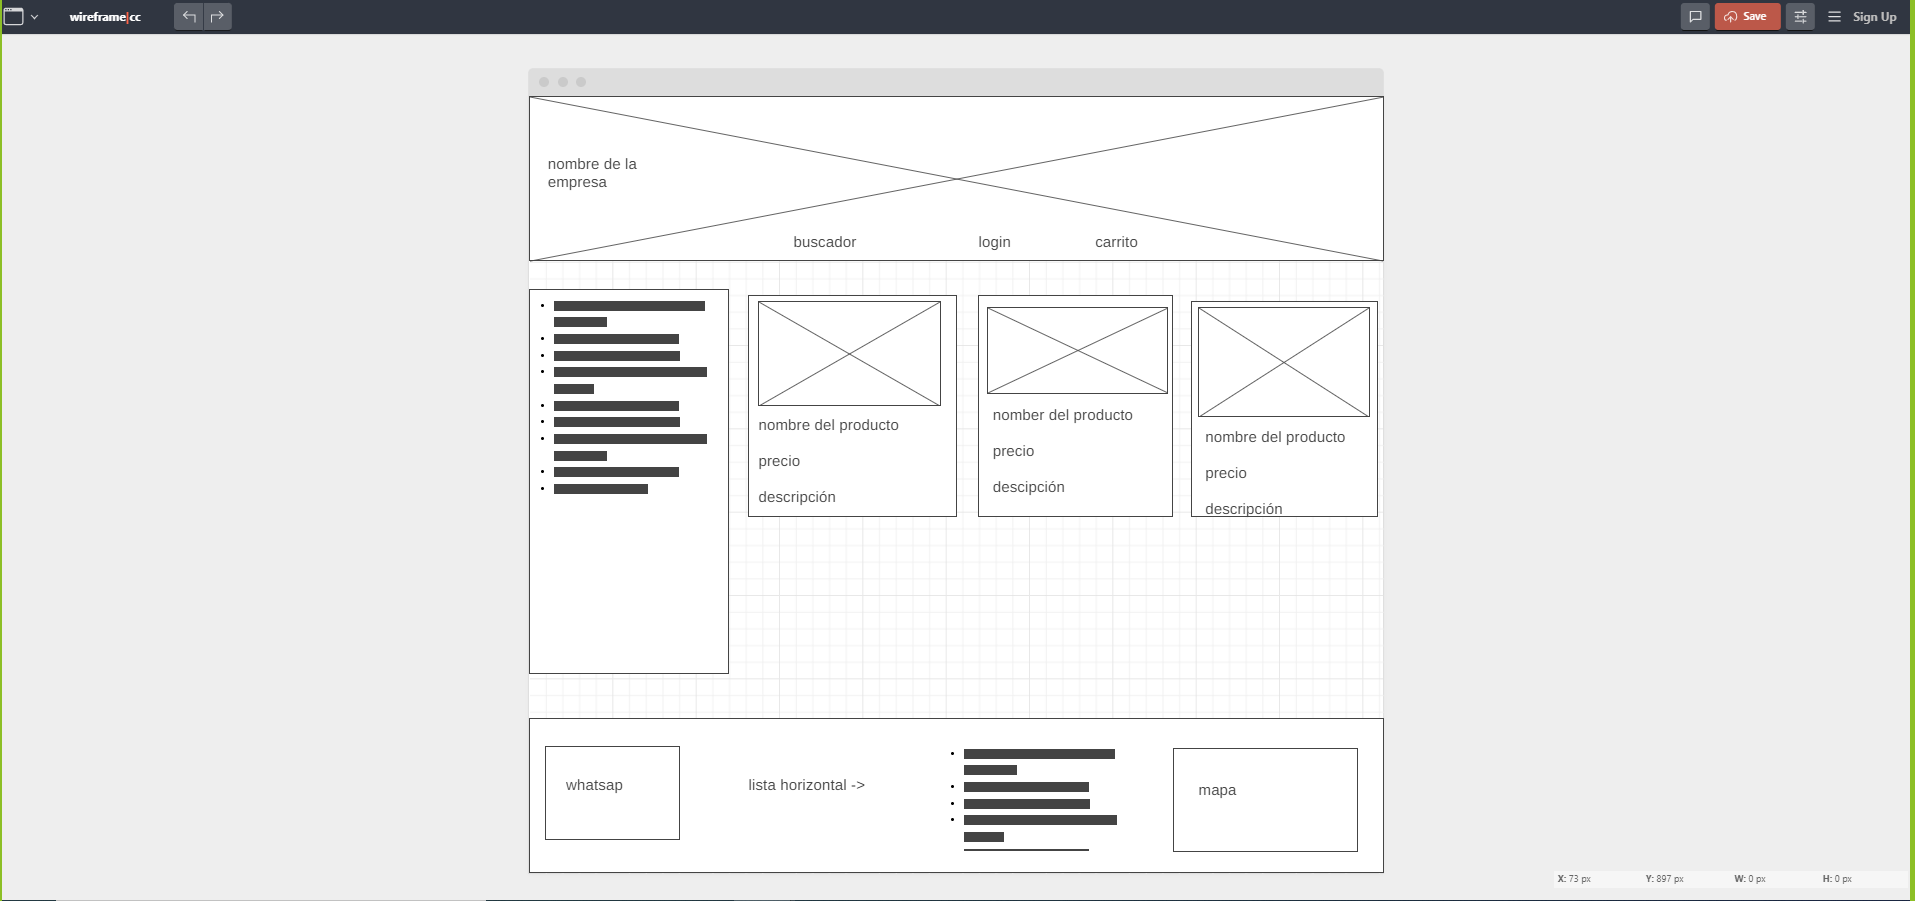 wireframe|cc
Save
Sign Up
nombre de la
empresa
buscador
login
carrito
nombre del producto
precio
descripción
nomber del producto
precio
descipción
nombre del producto
precio
descripción
whatsap
lista horizontal ->
mapa
X: 73 px
Y: 897 px
W: 0 px
H: 0 px